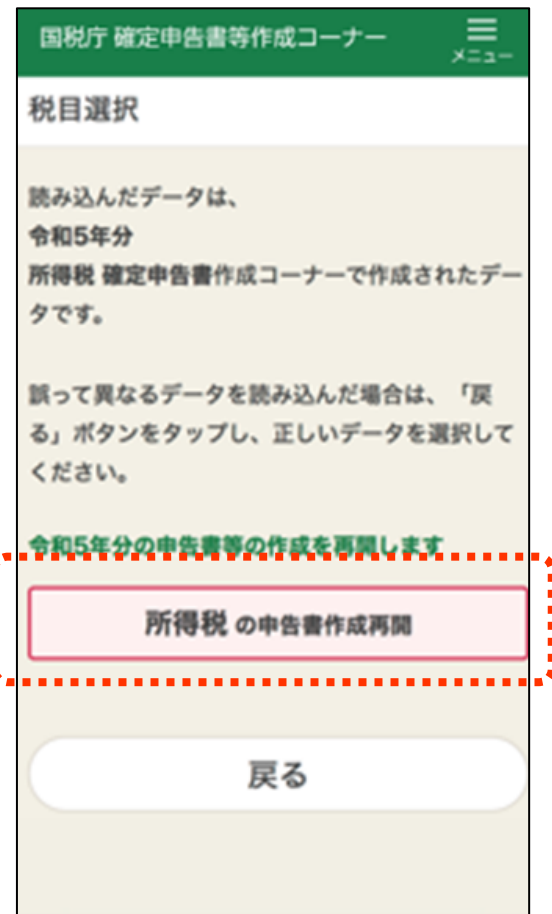 国税庁 確定申告書等作成コーナー
メニュー
税目選択
読み込んだデータは、
令和5年分
所得税 確定申告書作成コーナーで作成されたデー
タです。
誤って異なるデータを読み込んだ場合は、「戻
る」ボタンをタップし、正しいデータを選択して
ください。
令和5年分の申告書等の作成を再開します
所得税 の申告書作成再開
戻る